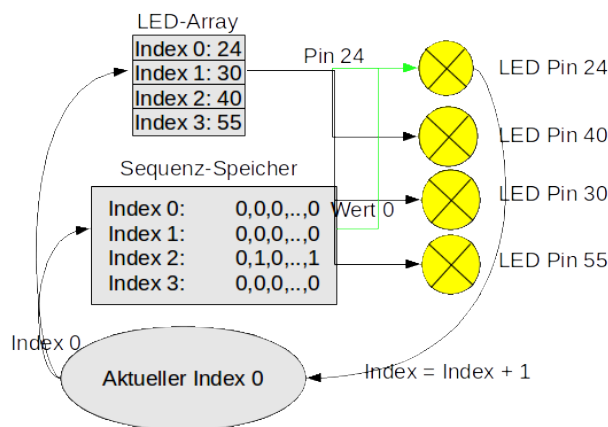 LED-Array
Index 0: 24
Index 1: 30
Index 2: 40
Index 3: 55
Pin 24
LED Pin 24
LED Pin 40
LED Pin 30
LED Pin 55
Sequenz-Speicher
Index 0: 0,0,0,..,0
Index 1: 0,0,0,..,0
Index 2: 0,1,0,..,1
Index 3: 0,0,0,..,0
Wert 0
Index 0
Aktueller Index 0
Index = Index + 1